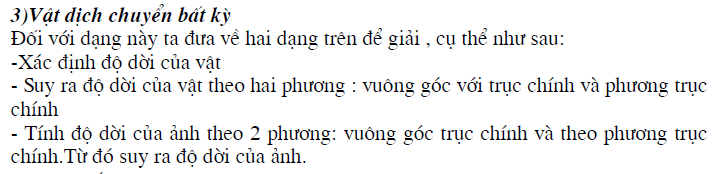 3)Vật dịch chuyển bất kỳ
Đối với dạng này ta đưa về hai dạng trên để giải , cụ thể như sau:
-Xác định độ dời của vật
- Suy ra độ dời của vật theo hai phương : vuông góc với trục chính và phương trục
chính
- Tính độ dời của ảnh theo 2 phương: vuông góc trục chính và theo phương trục
chính.Từ đó suy ra độ dời của ảnh.